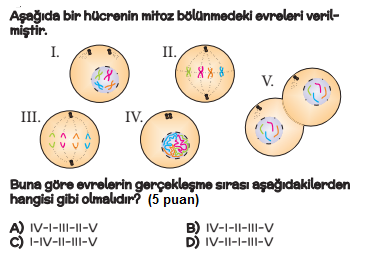 Aşağıda bir hücrenin mitoz bölünmedeki evreleri veril-
miştir.
I.
II.
V.
III.
IV.
Buna göre evrelerin gerçekleşme sırası aşağıdakilerden
hangisi gibi olmalıdır? (5 puan)
A) IV-I-III-II-V
B) IV-I-II-III-V
C) I-IV-II-III-V
D) IV-II-I-III-V